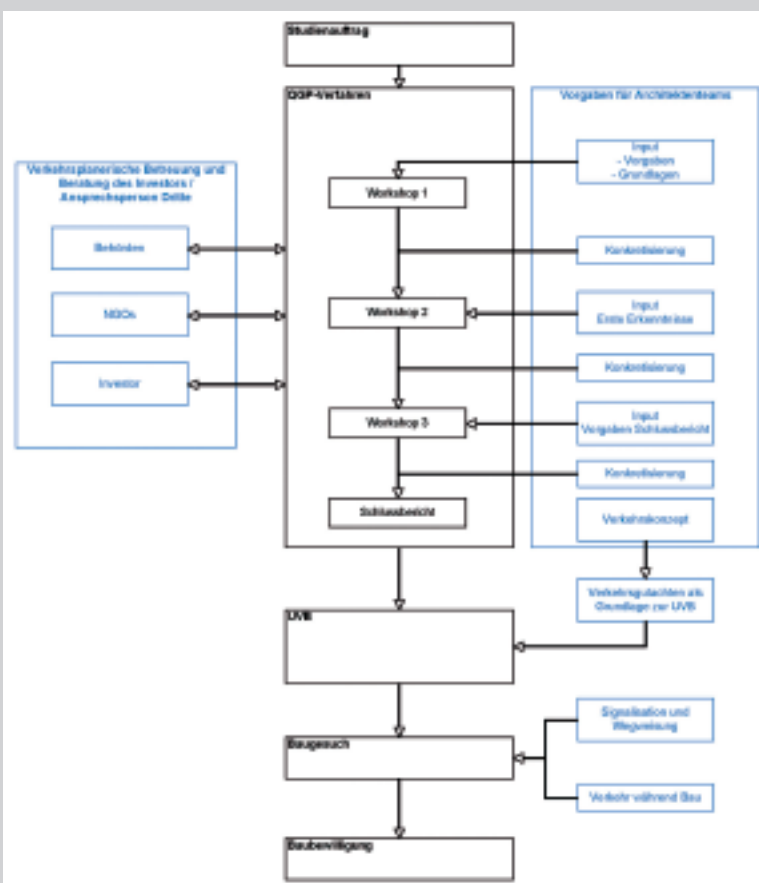 Studienauftrag
QGP-Verfahren
Vorgaben für Architektenteams
Input
- Vorgaben
- Grundlagen
Verkehrsplanerische Betreuung und
Beratung des Investors /
Ansprechsperson Dritte
Workshop 1
Behörden
Konkretisierung
NGOs
Workshop 2
Input
Erste Erkenntnisse
Investor
Konkretisierung
Workshop 3
Input
Vorgaben Schlussbericht
Konkretisierung
Schlussbericht
Verkehrskonzept
Verkehrsgutachten als
Grundlage zur UVB
UVB
Signalisation und
Wegweisung
Baugesuch
Verkehr während Bau
Baubewilligung